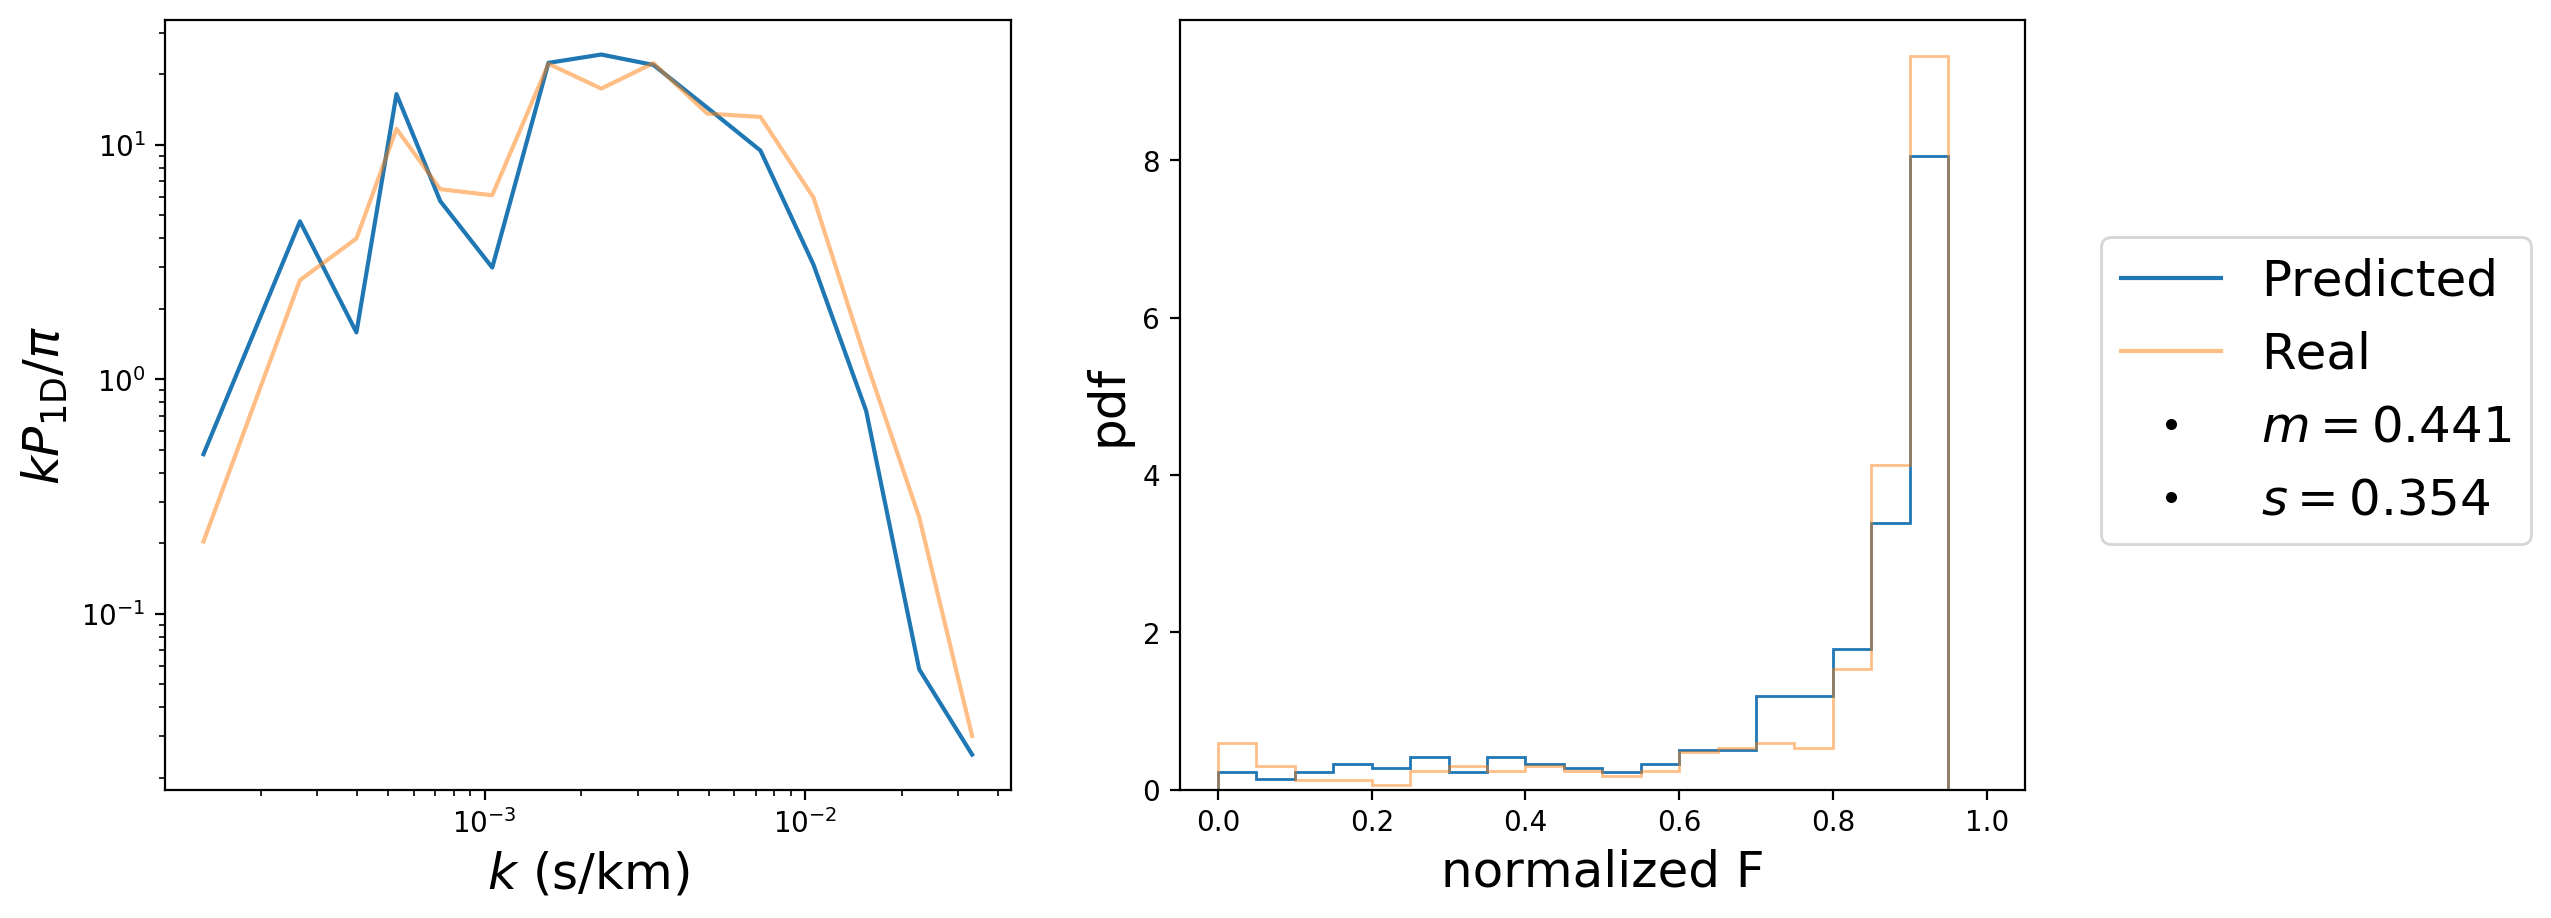 10¹
10⁰
10⁻¹
kP₁D/π
10⁻³
10⁻²
k (s/km)
8
6
4
2
0
pdf
0.0
0.2
0.4
0.6
0.8
1.0
normalized F
Predicted
Real
m = 0.441
s = 0.354